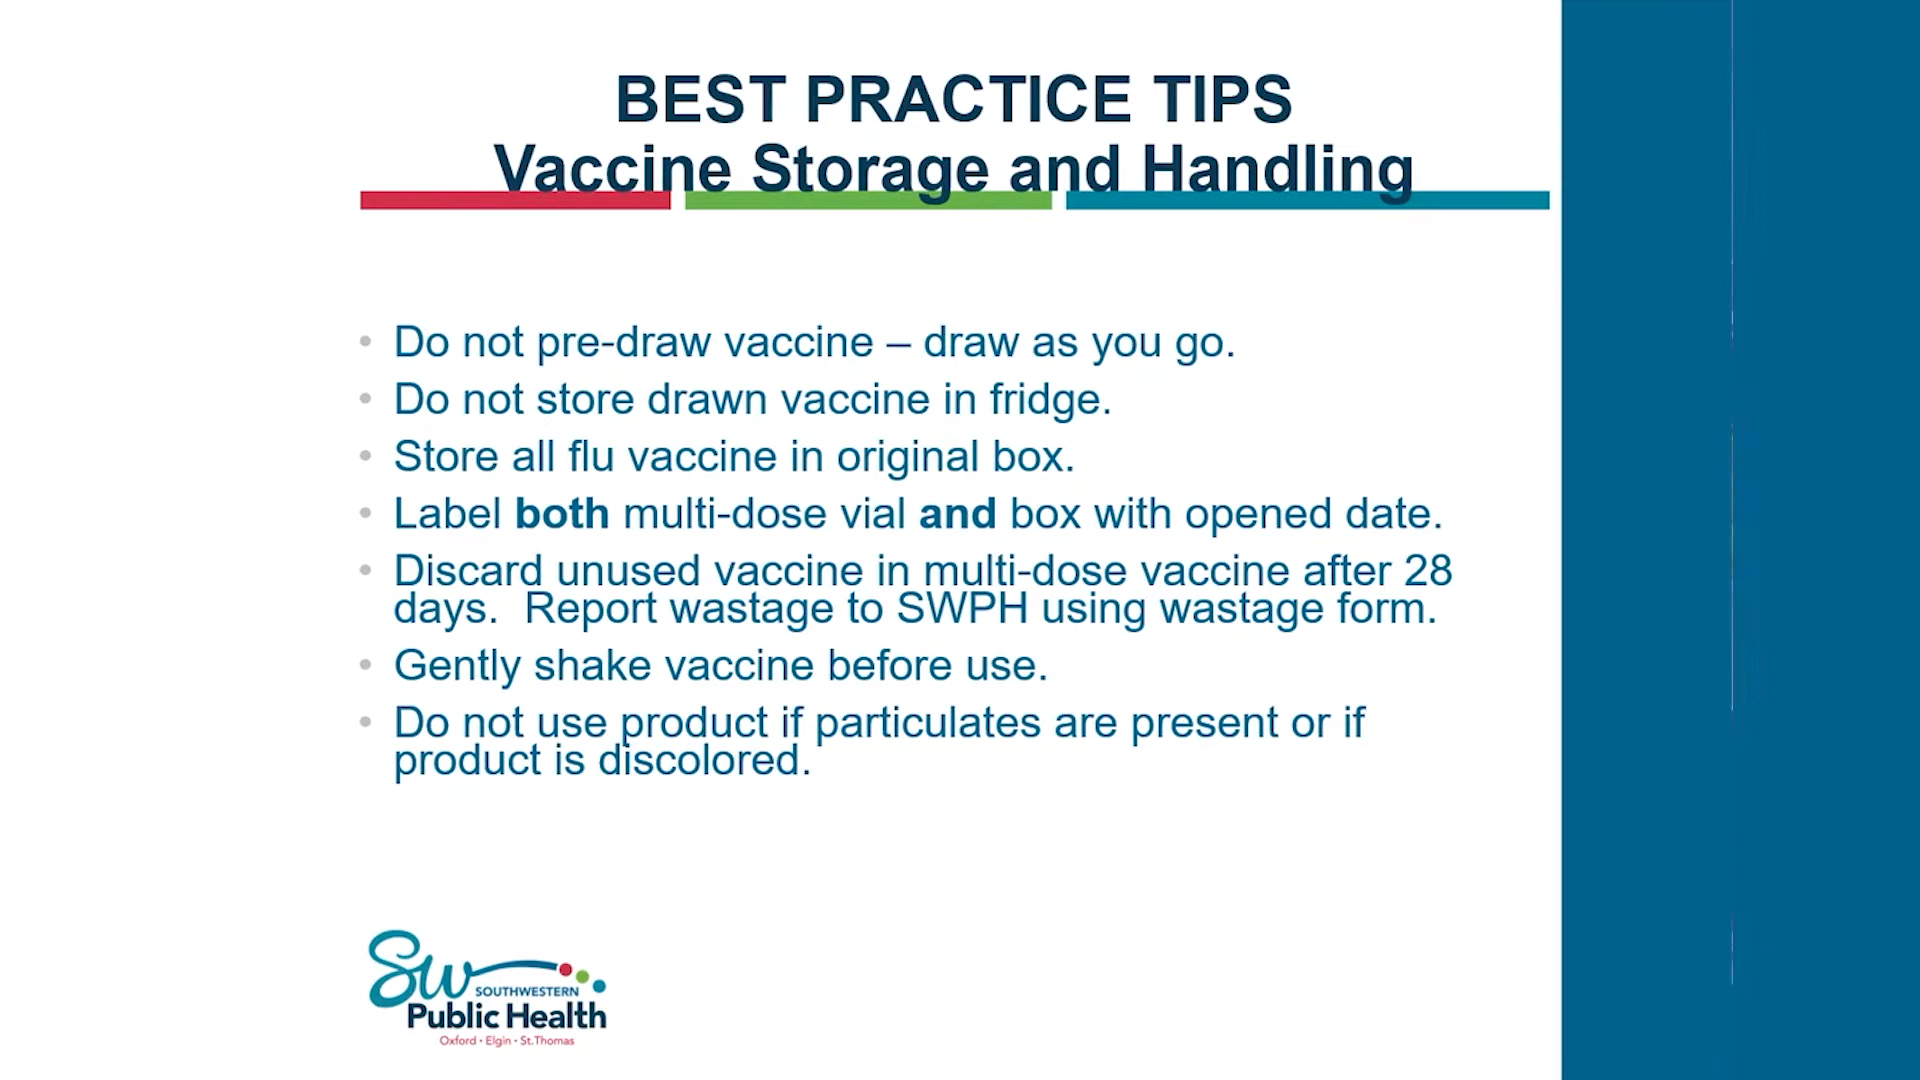 BEST PRACTICE TIPS
Vaccine Storage and Handling
• Do not pre-draw vaccine – draw as you go.
• Do not store drawn vaccine in fridge.
• Store all flu vaccine in original box.
• Label both multi-dose vial and box with opened date.
• Discard unused vaccine in multi-dose vaccine after 28
days.  Report wastage to SWPH using wastage form.
• Gently shake vaccine before use.
• Do not use product if particulates are present or if
product is discolored.
Sw
SOUTHWESTERN
Public Health
Oxford • Elgin • St.Thomas